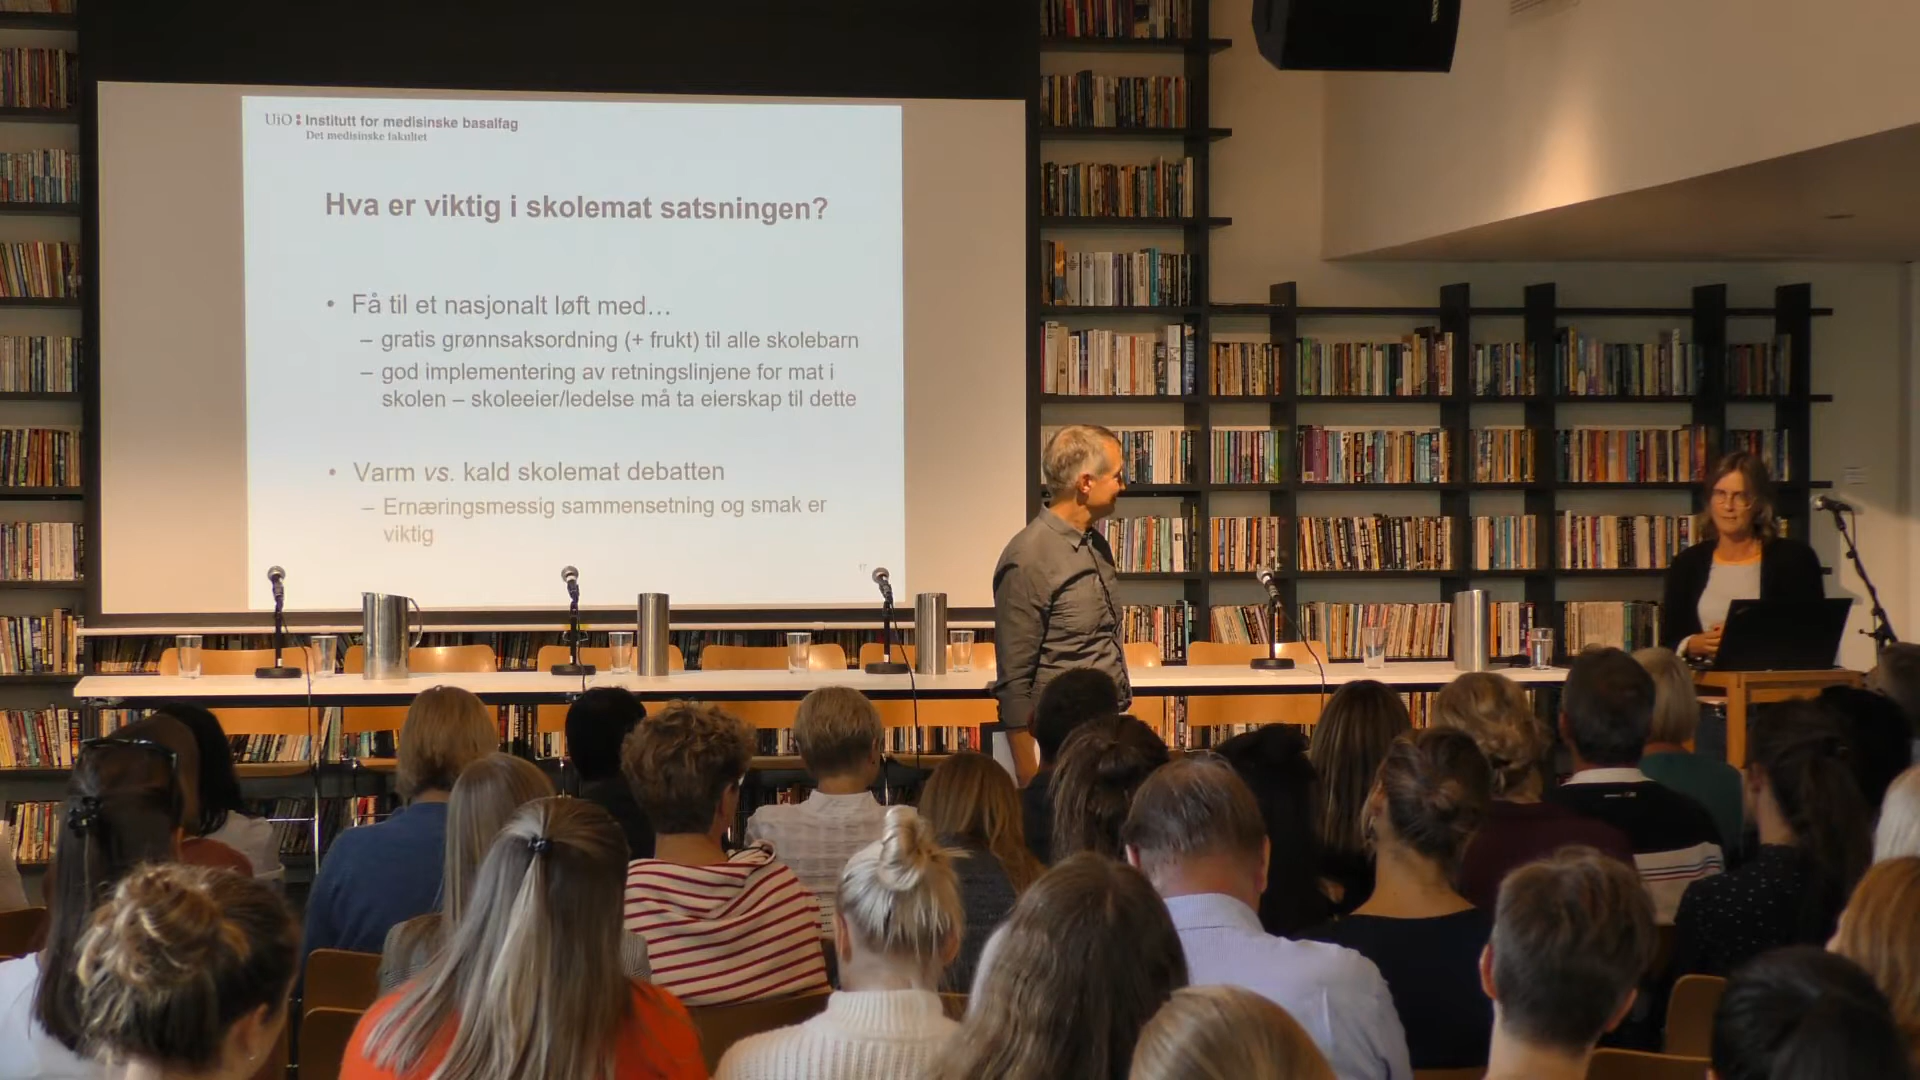 UiO : Institutt for medisinske basalfag
Det medisinske fakultet
Hva er viktig i skolemat satsningen?
• Få til et nasjonalt løft med…
– gratis grønnsaksordning (+ frukt) til alle skolebarn
– god implementering av retningslinjene for mat i
skolen – skoleeier/ledelse må ta eierskap til dette
• Varm vs. kald skolemat debatten
– Ernæringsmessig sammensetning og smak er
viktig
17